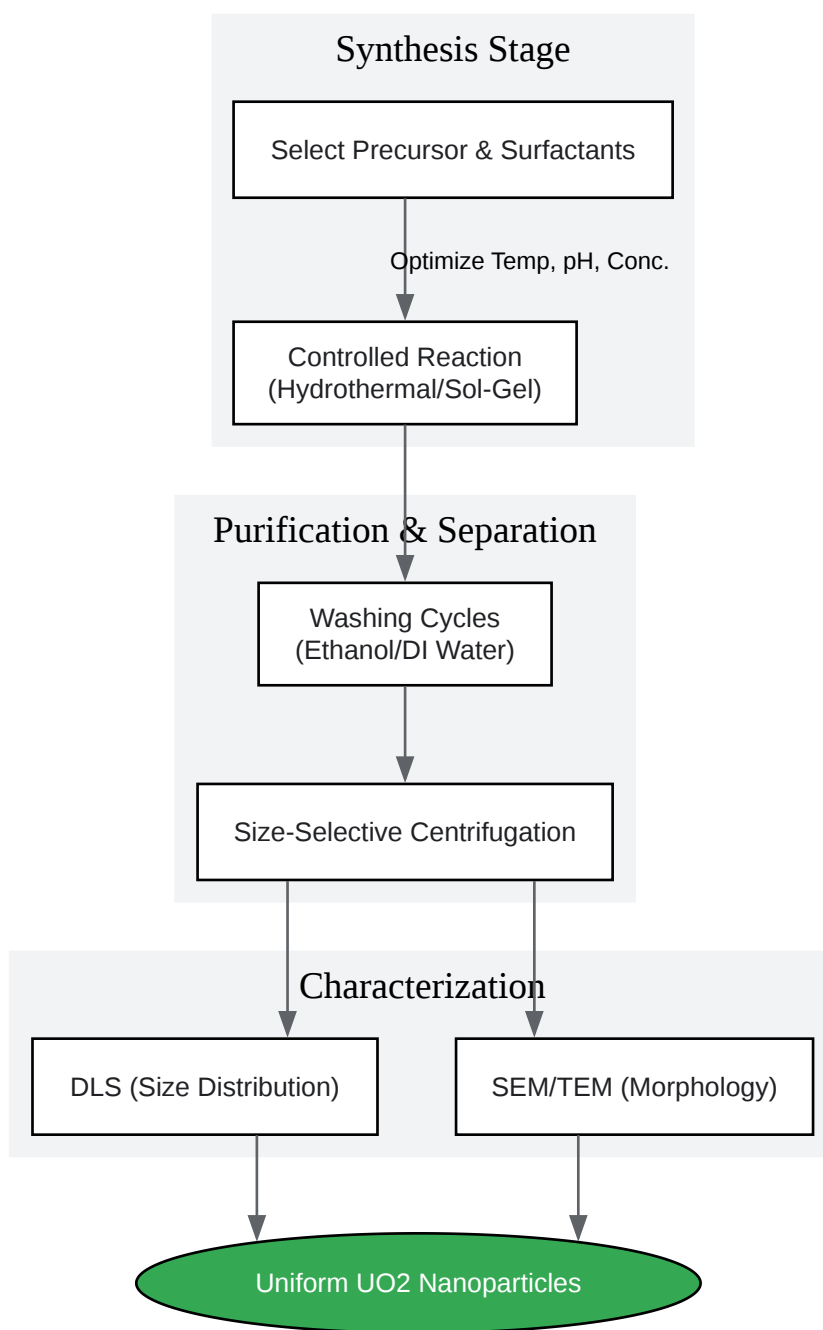 Synthesis Stage
Select Precursor & Surfactants
Optimize Temp, pH, Conc.
Controlled Reaction
(Hydrothermal/Sol-Gel)
Purification & Separation
Washing Cycles
(Ethanol/DI Water)
Size-Selective Centrifugation
Characterization
DLS (Size Distribution)
SEM/TEM (Morphology)
Uniform UO2 Nanoparticles